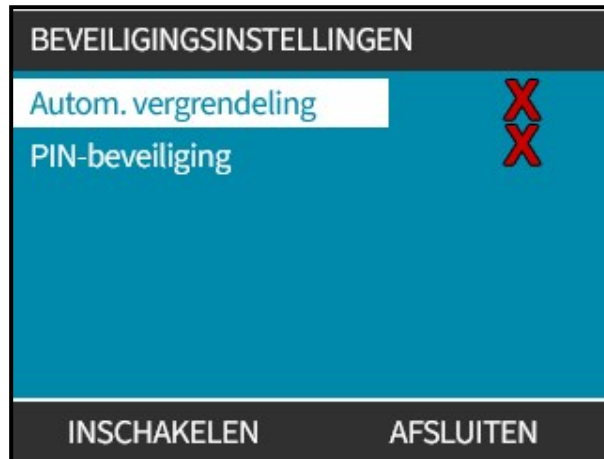 BEVEILIGINGSINSTELLINGEN
Autom. vergrendeling X
PIN-beveiliging X
INSCHAKELEN AFSLUITEN